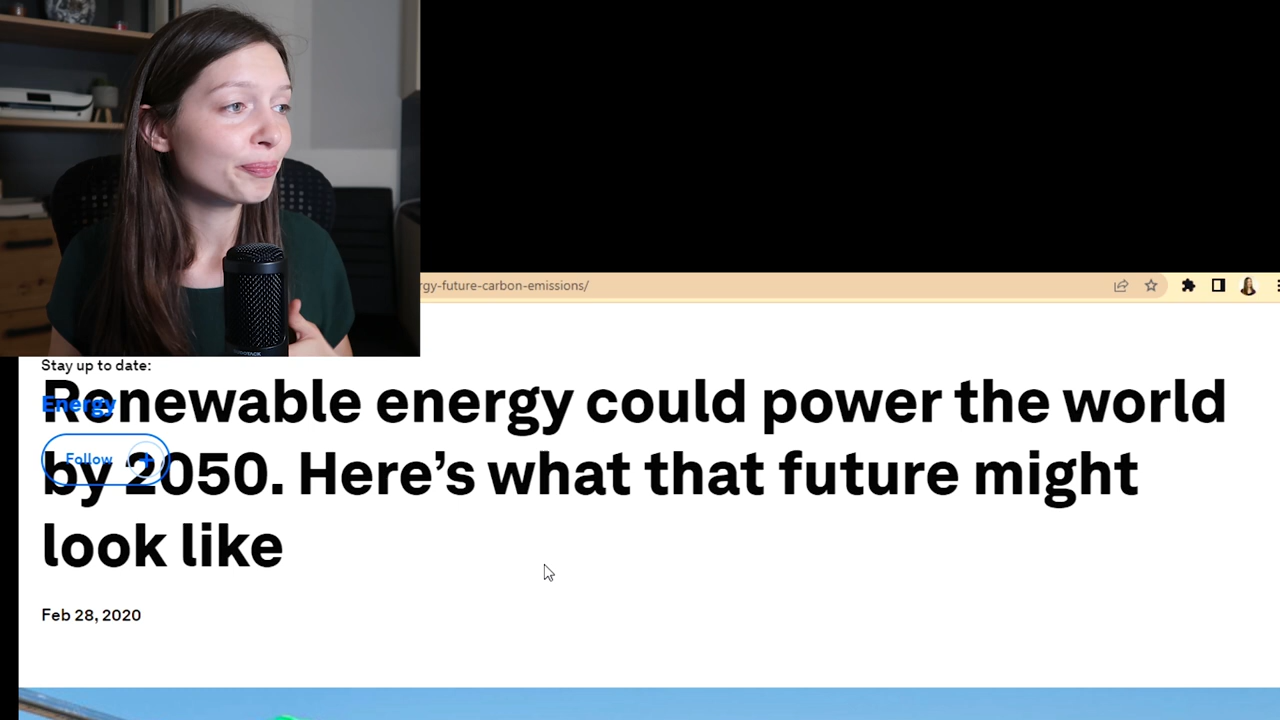 rgy-future-carbon-emissions/
Stay up to date:
Energy
Renewable energy could power the world
Follow
by 2050. Here’s what that future might
look like
Feb 28, 2020